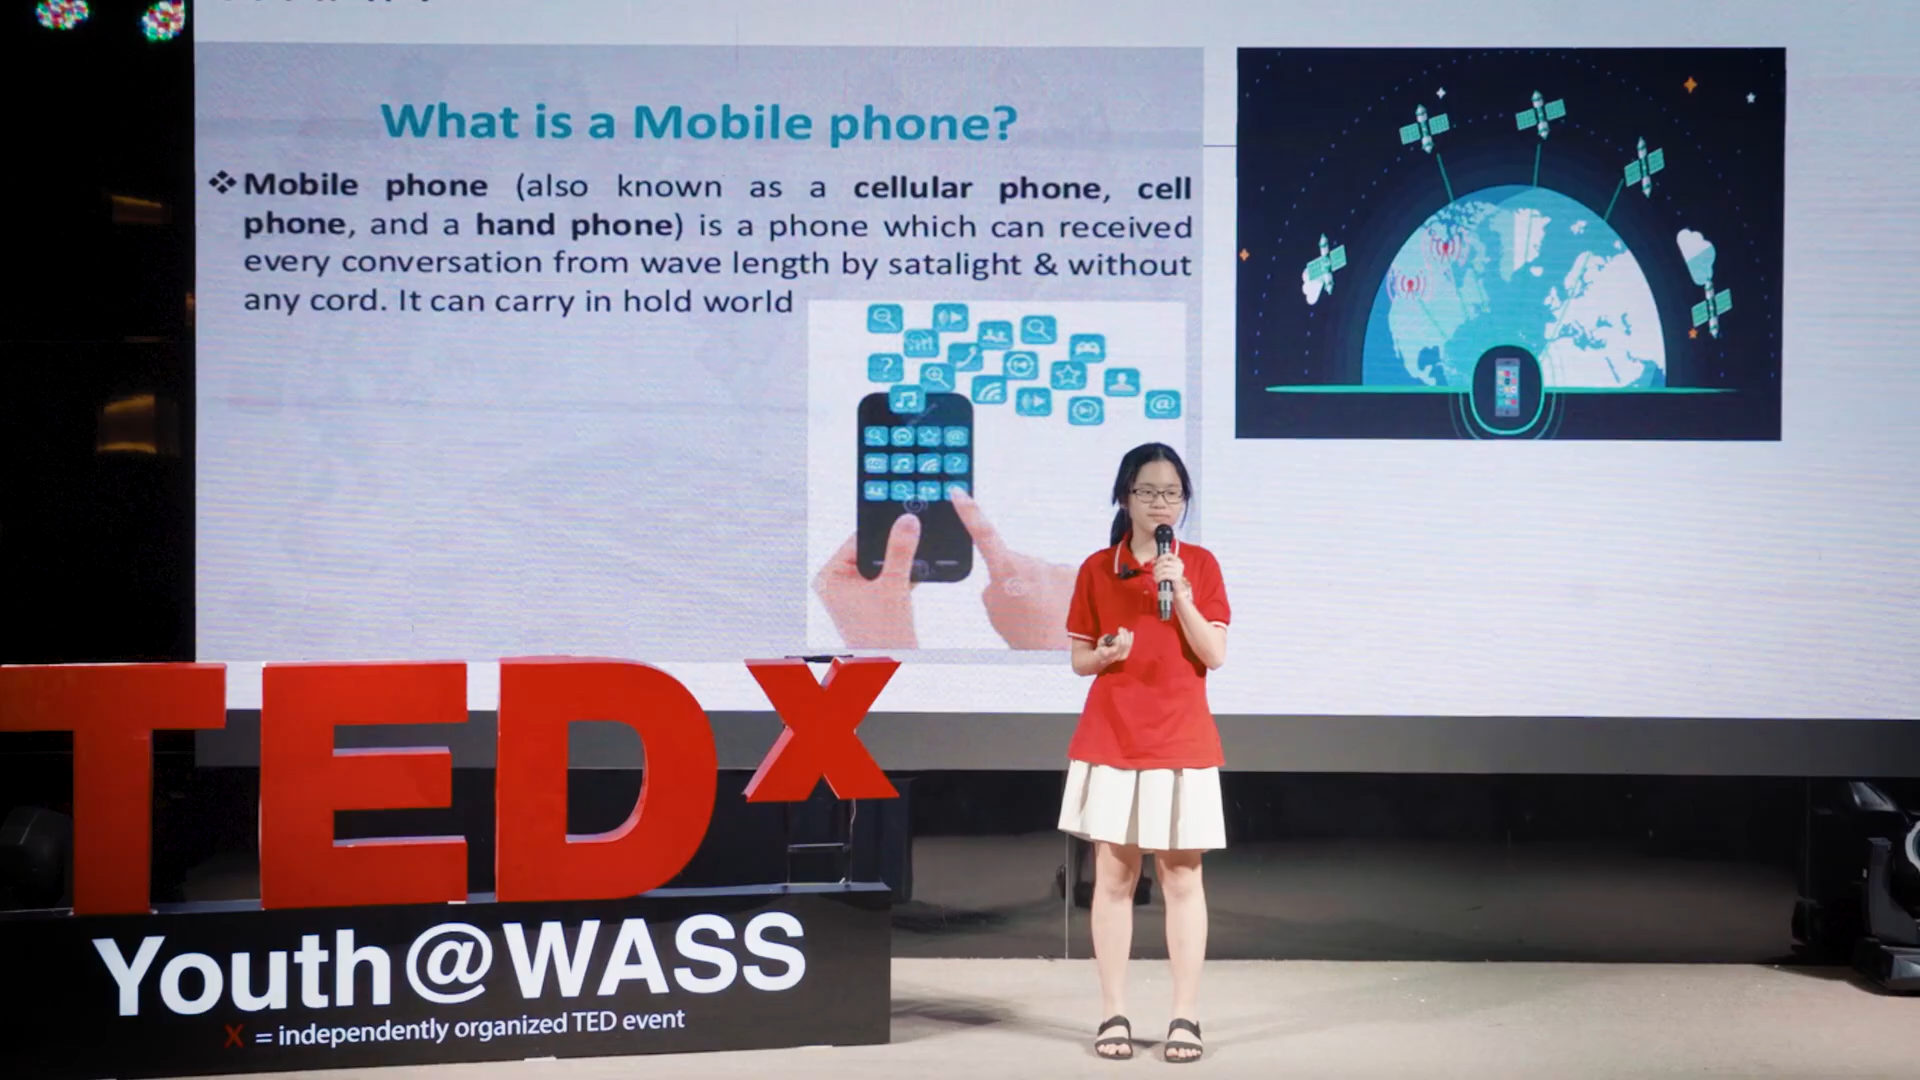 What is a Mobile phone?
❖ Mobile phone (also known as a cellular phone, cell
phone, and a hand phone) is a phone which can received
every conversation from wave length by satalight & without
any cord. It can carry in hold world
TEDx
Youth@WASS
X = independently organized TED event